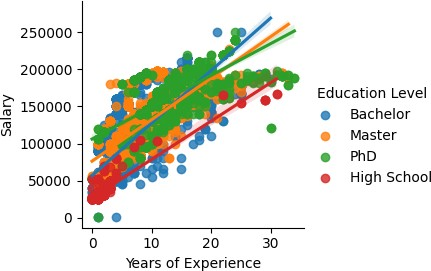 250000
200000
150000
100000
50000
0
Salary
0
10
20
30
Years of Experience
Education Level
Bachelor
Master
PhD
High School